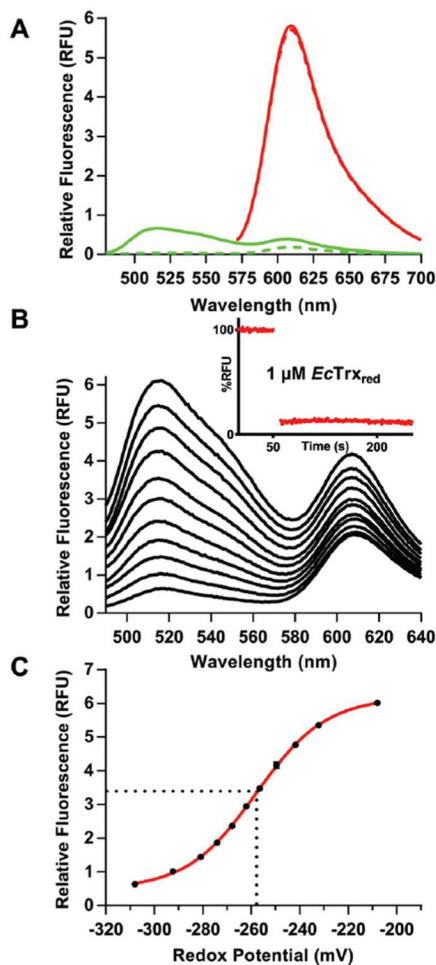 A
Relative Fluorescence (RFU)
6
5
4
3
2
1
0
500 525 550 575 600 625 650 675 700
Wavelength (nm)
B
Relative Fluorescence (RFU)
6
5
4
3
2
1
0
500 520 540 560 580 600 620 640
Wavelength (nm)
100
%RFU
0
1 µM EcTrxred
50 Time (s) 200
C
Relative Fluorescence (RFU)
7
6
5
4
3
2
1
0
-320 -300 -280 -260 -240 -220 -200
Redox Potential (mV)